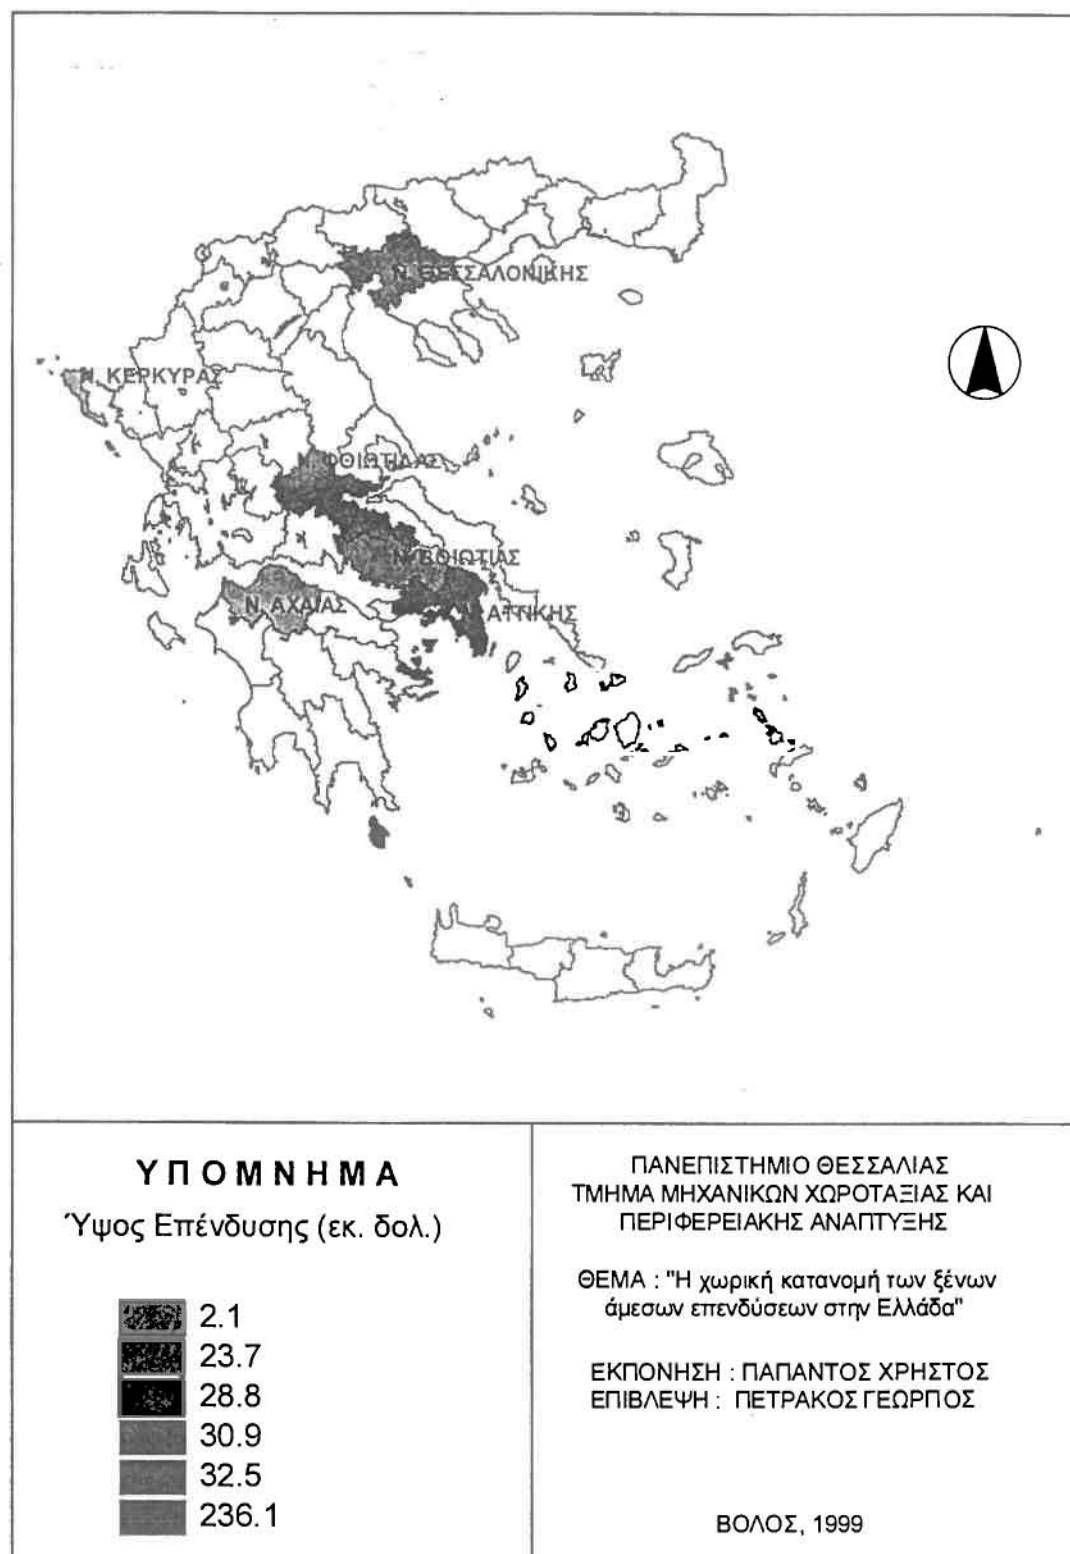 Ν. ΘΕΣΣΑΛΟΝΙΚΗΣ
Ν. ΚΕΡΚΥΡΑΣ
Ν. ΦΘΙΩΤΙΔΑΣ
Ν. ΒΟΙΩΤΙΑΣ
Ν. ΑΧΑΙΑΣ
ΑΤΤΙΚΗΣ
ΥΠΟΜΝΗΜΑ
Ύψος Επένδυσης (εκ. δολ.)
2.1
23.7
28.8
30.9
32.5
236.1
ΠΑΝΕΠΙΣΤΗΜΙΟ ΘΕΣΣΑΛΙΑΣ
ΤΜΗΜΑ ΜΗΧΑΝΙΚΩΝ ΧΩΡΟΤΑΞΙΑΣ ΚΑΙ
ΠΕΡΙΦΕΡΕΙΑΚΗΣ ΑΝΑΠΤΥΞΗΣ
ΘΕΜΑ : "Η χωρική κατανομή των ξένων
άμεσων επενδύσεων στην Ελλάδα"
ΕΚΠΟΝΗΣΗ : ΠΑΠΑΝΤΟΣ ΧΡΗΣΤΟΣ
ΕΠΙΒΛΕΨΗ : ΠΕΤΡΑΚΟΣ ΓΕΩΡΓΙΟΣ
ΒΟΛΟΣ, 1999